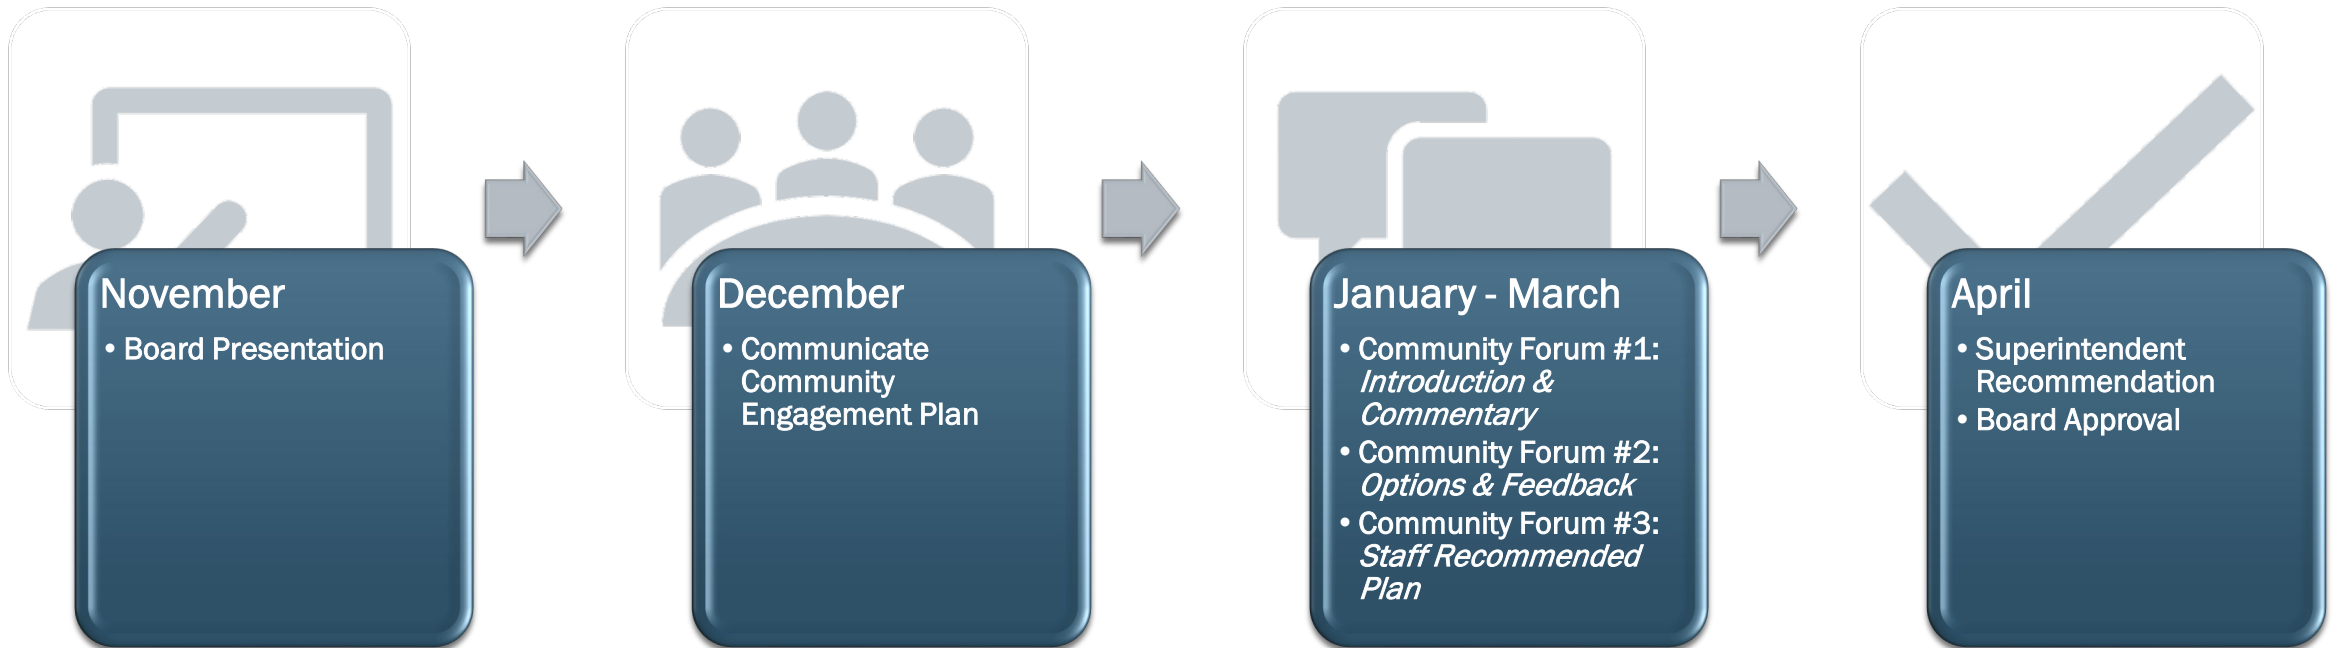 November
• Board Presentation
December
• Communicate
Community
Engagement Plan
January - March
• Community Forum #1:
Introduction &
Commentary
• Community Forum #2:
Options & Feedback
• Community Forum #3:
Staff Recommended
Plan
April
• Superintendent
Recommendation
• Board Approval